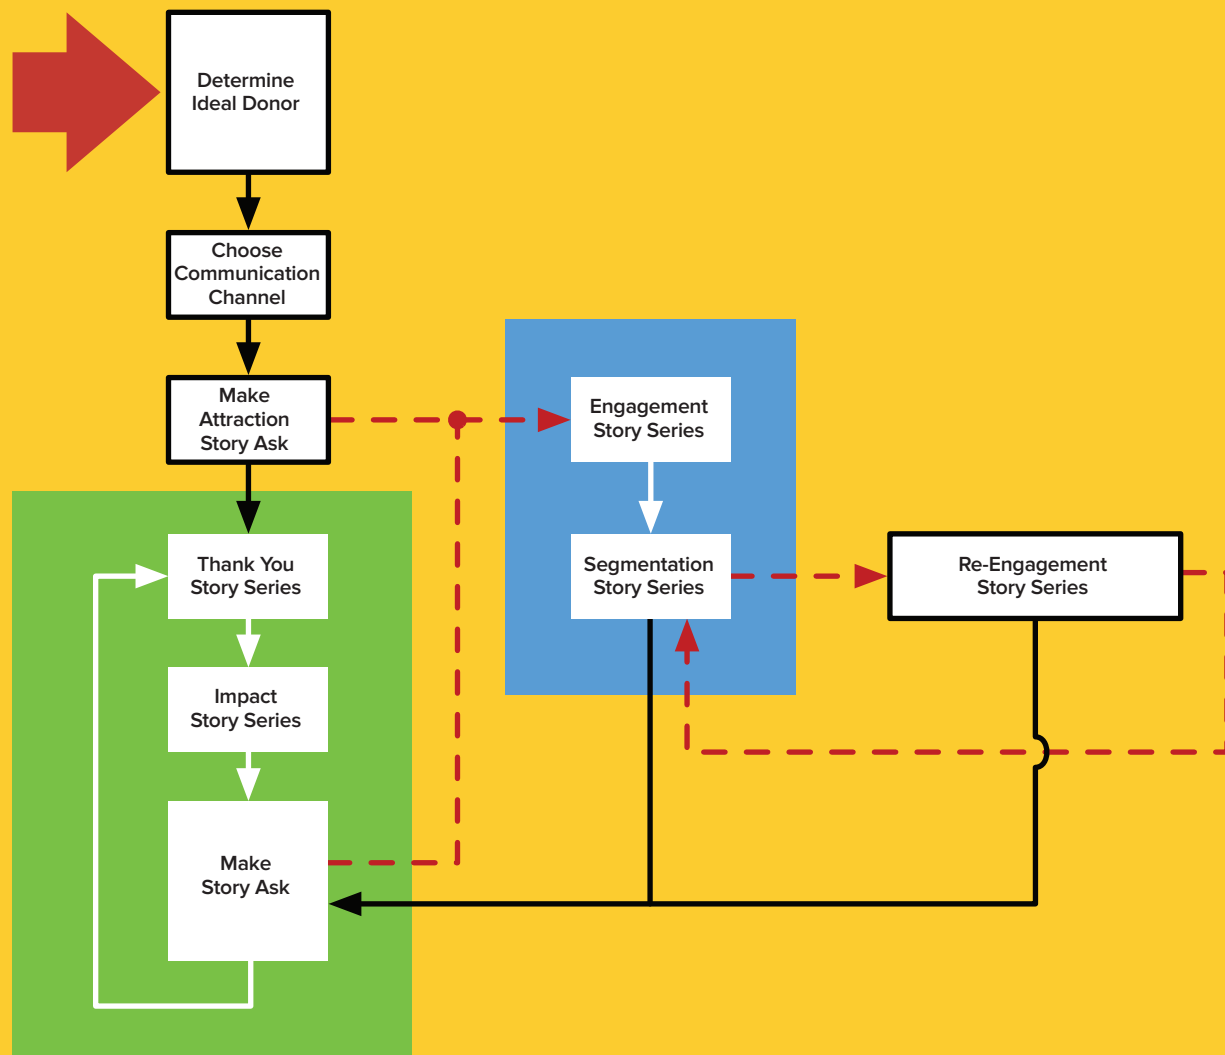 Determine
Ideal Donor
Choose
Communication
Channel
Make
Attraction
Story Ask
Engagement
Story Series
Thank You
Story Series
Segmentation
Story Series
Re-Engagement
Story Series
Impact
Story Series
Make
Story Ask